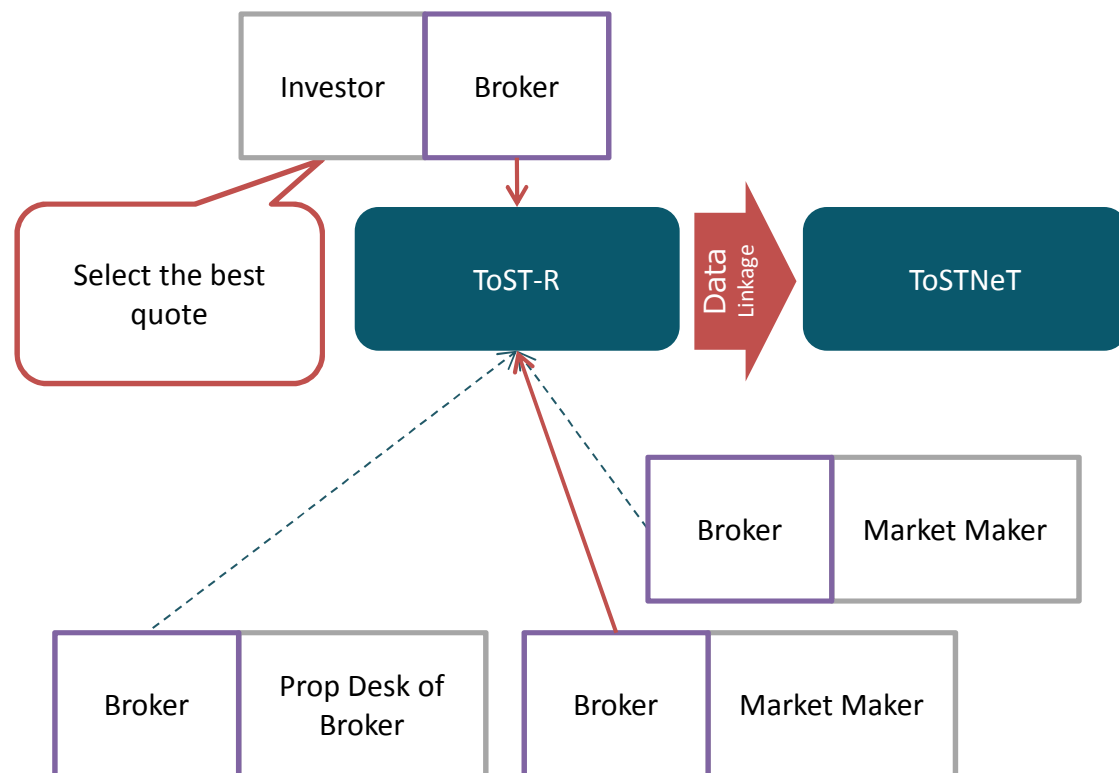 Investor
Broker
Select the best
quote
ToST-R
Data
Linkage
ToSTNeT
Broker
Market Maker
Broker
Prop Desk of
Broker
Broker
Market Maker